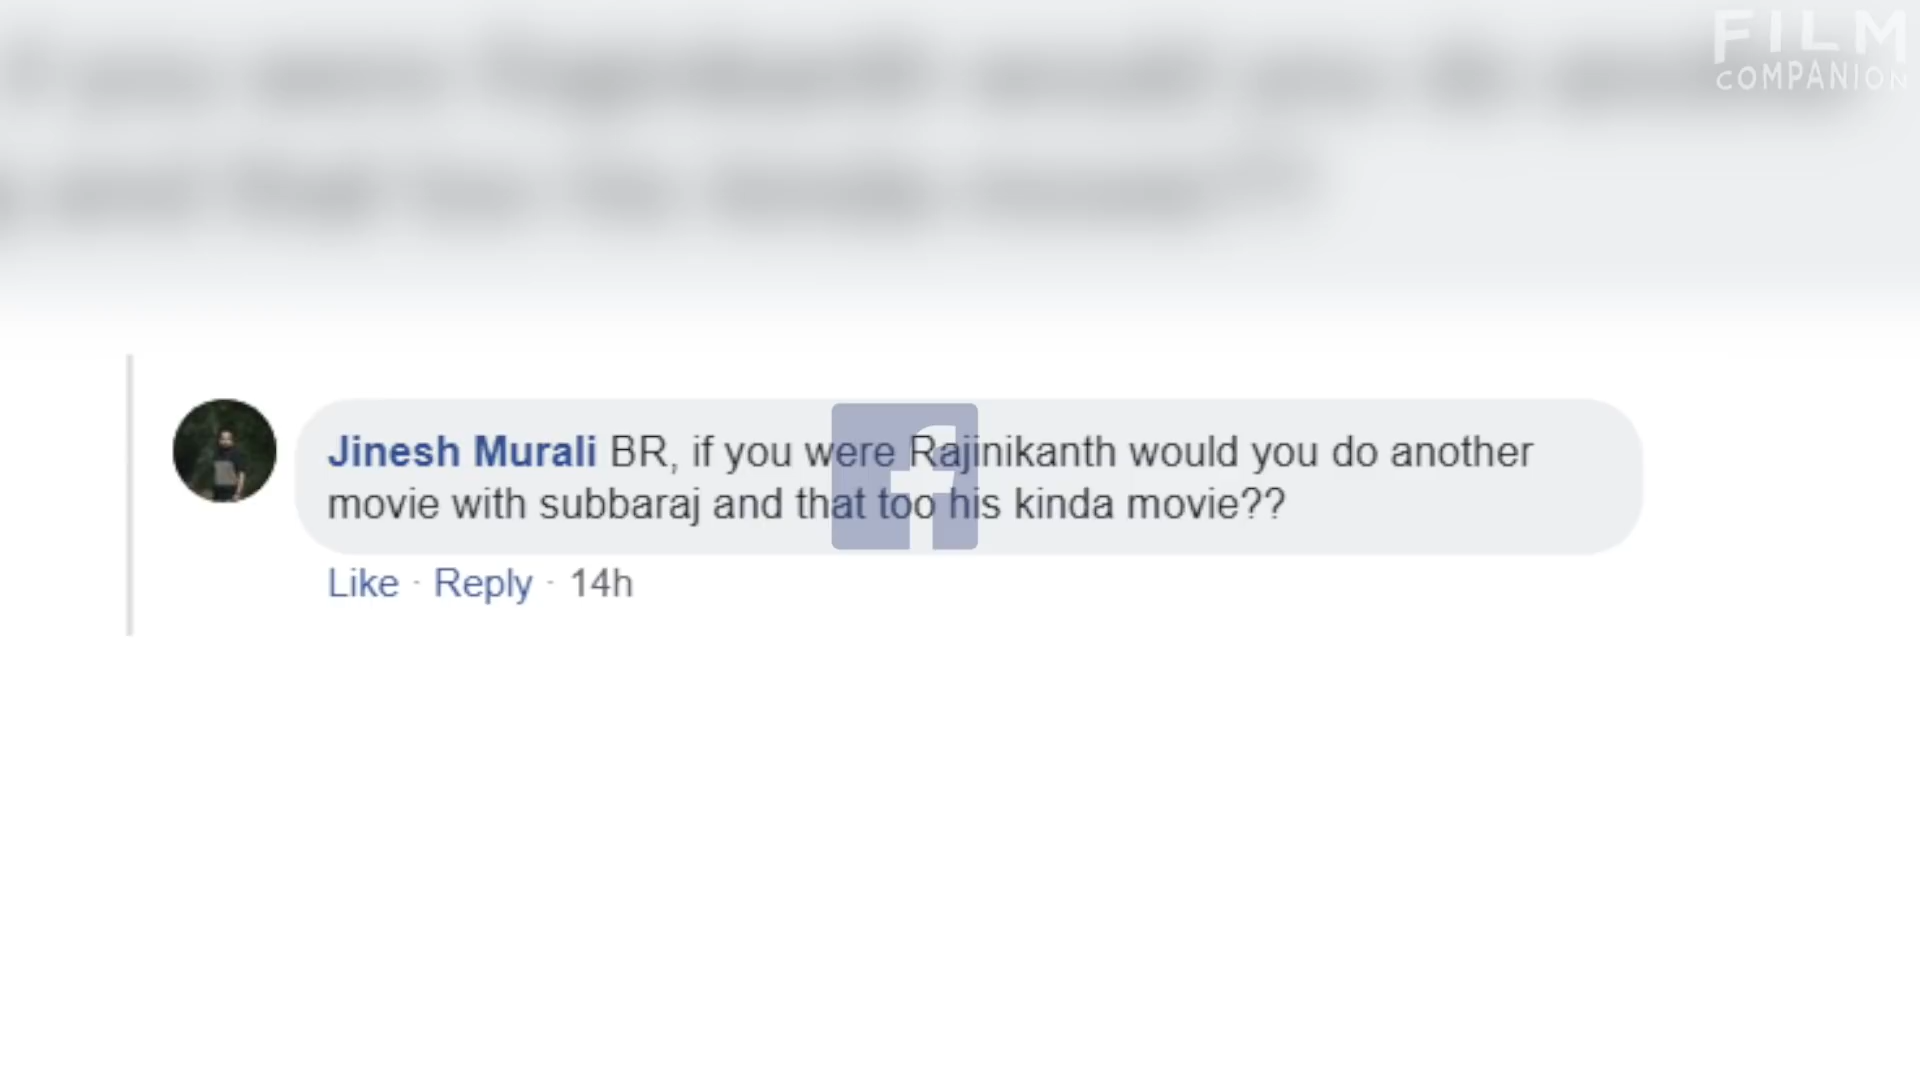 FILM
COMPANION
Jinesh Murali BR, if you were Rajinikanth would you do another
movie with subbaraj and that too his kinda movie??
Like · Reply · 14h